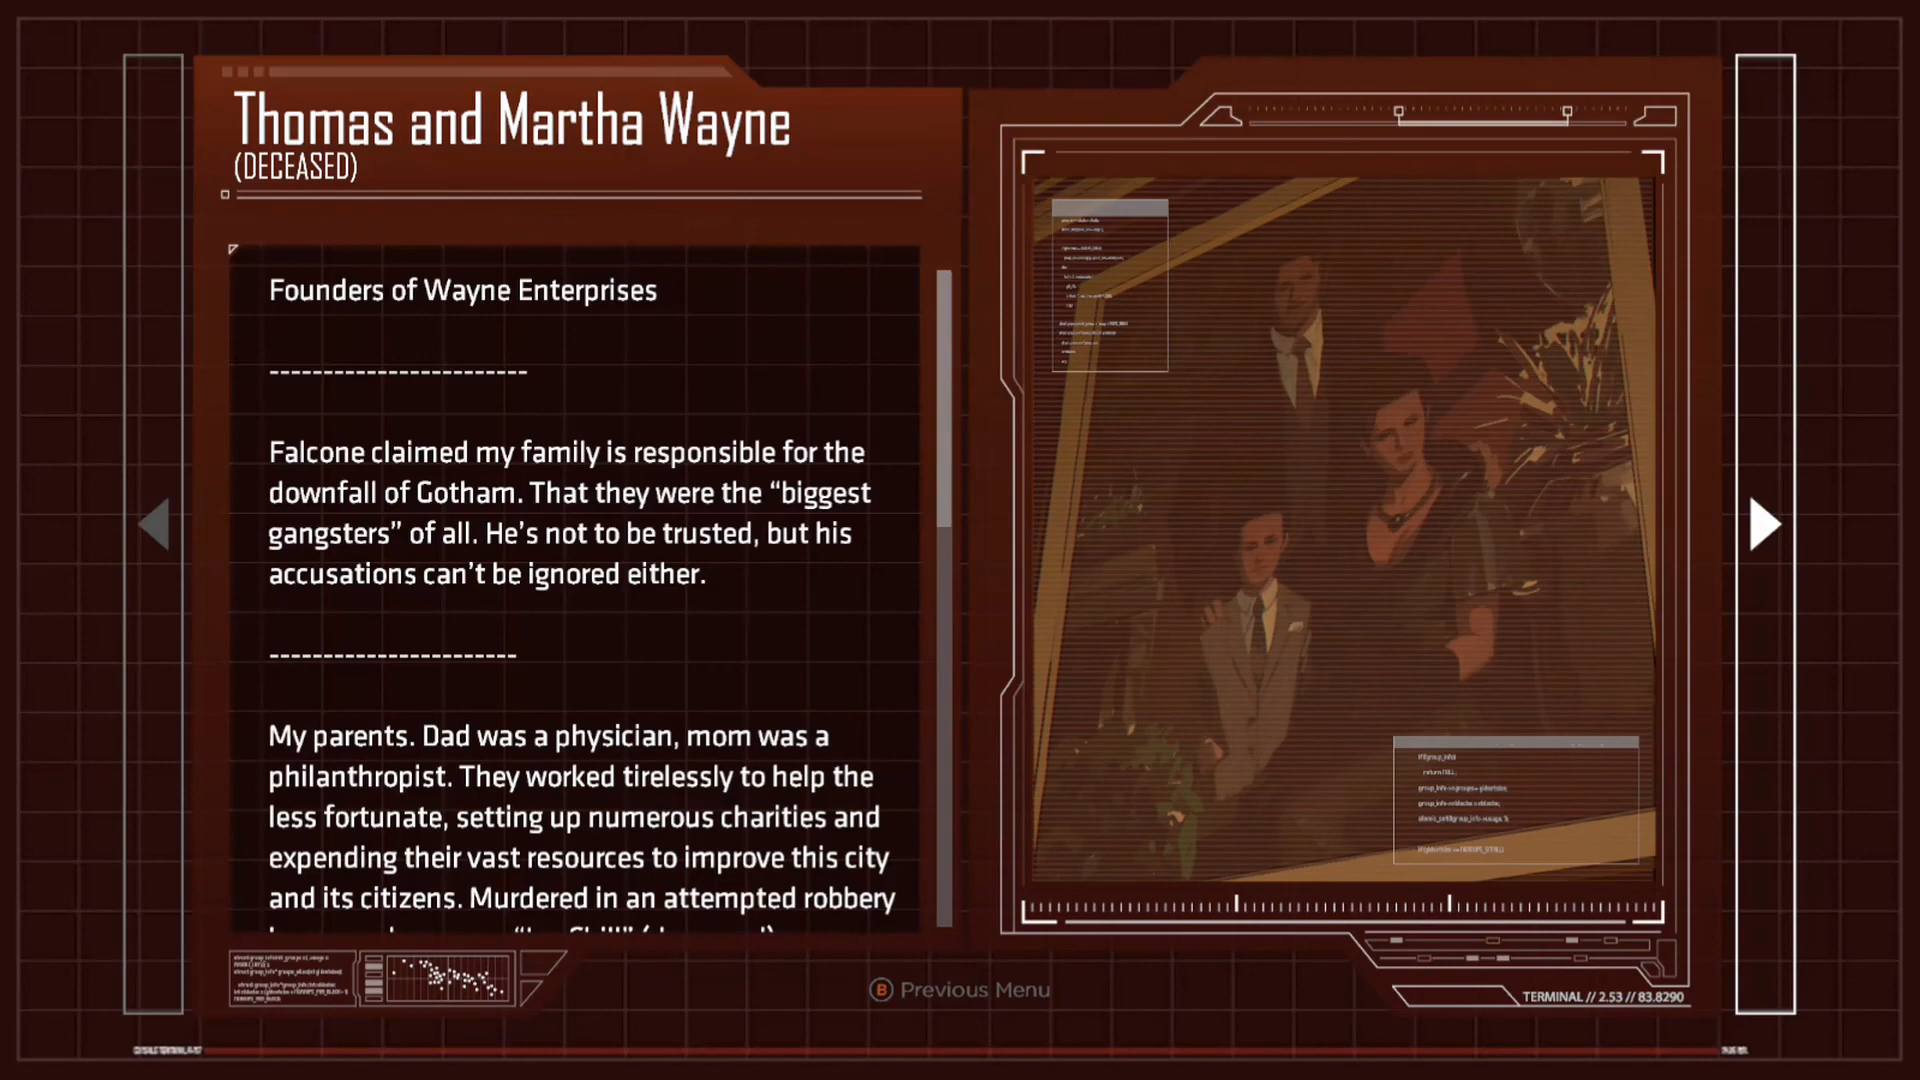 Thomas and Martha Wayne
(DECEASED)
Founders of Wayne Enterprises
------------------------
Falcone claimed my family is responsible for the
downfall of Gotham. That they were the “biggest
gangsters” of all. He’s not to be trusted, but his
accusations can’t be ignored either.
-----------------------
My parents. Dad was a physician, mom was a
philanthropist. They worked tirelessly to help the
less fortunate, setting up numerous charities and
expending their vast resources to improve this city
and its citizens. Murdered in an attempted robbery
B Previous Menu
TERMINAL // 2.53 // 83.8290